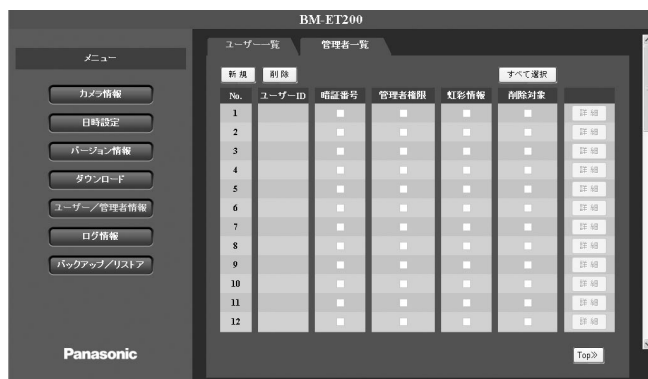 BM-ET200
メニュー
カメラ情報
日時設定
バージョン情報
ダウンロード
ユーザー／管理者情報
ログ情報
バックアップ／リストア
Panasonic
ユーザー一覧 管理者一覧
新規 削除 すべて選択
No. ユーザーID 暗証番号 管理者権限 虹彩情報 削除対象
1 詳細
2 詳細
3 詳細
4 詳細
5 詳細
6 詳細
7 詳細
8 詳細
9 詳細
10 詳細
11 詳細
12 詳細
Top≫